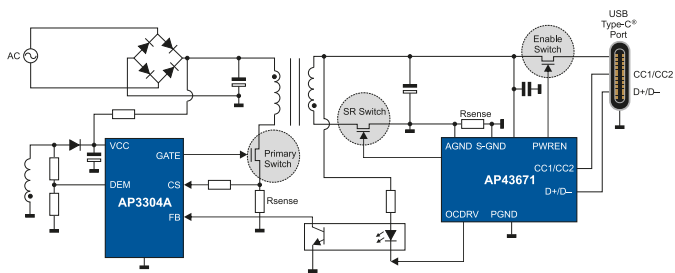 USB
Type-C® 
Port
Enable
Switch
AC
CC1/CC2
D+/D–
SR Switch
Rsense
AGND S-GND PWREN
VCC
GATE
Primary
Switch
CC1/CC2
AP43671
DEM
CS
AP3304A
Rsense
D+/D–
FB
OCDRV PGND